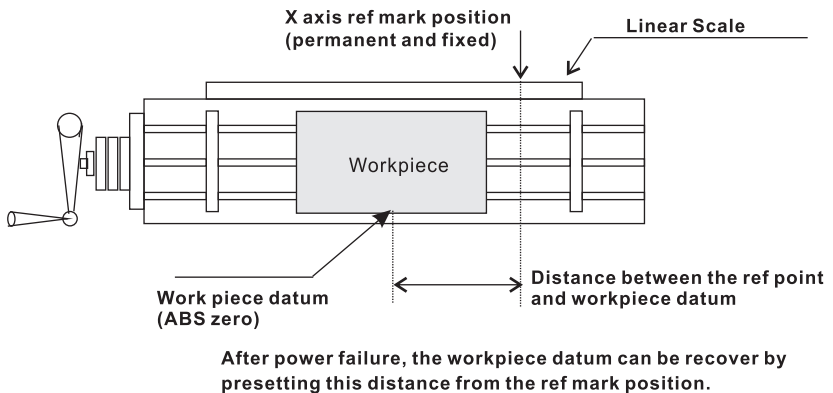 X axis ref mark position
(permanent and fixed)
Linear Scale
Workpiece
Work piece datum
(ABS zero)
Distance between the ref point
and workpiece datum
After power failure, the workpiece datum can be recover by
presetting this distance from the ref mark position.